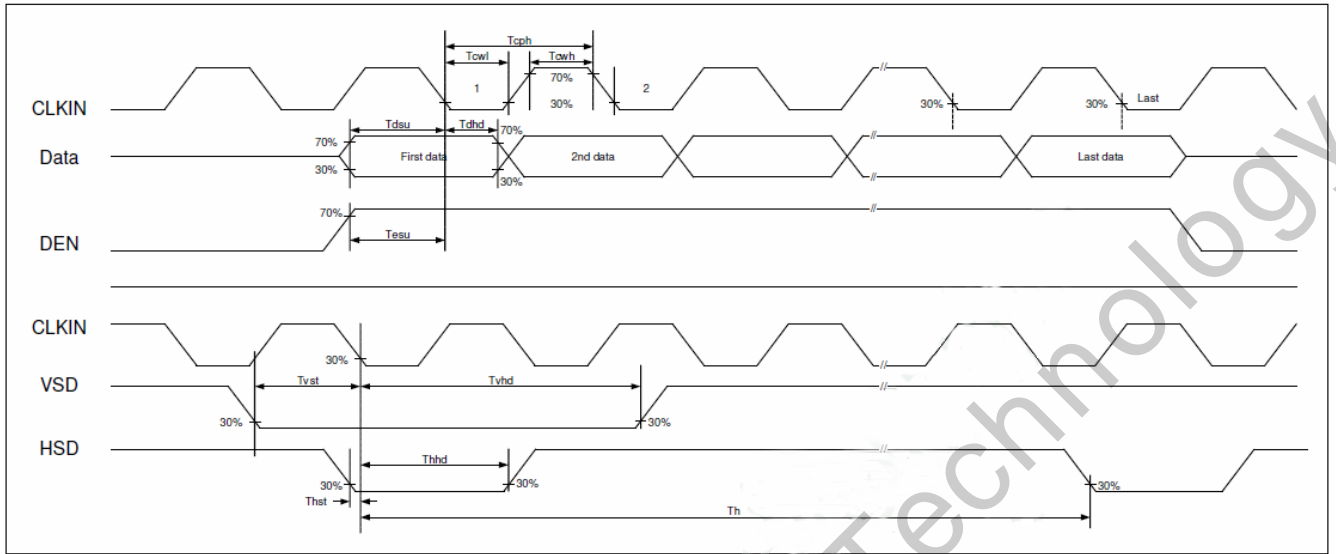 Tcph
Tcwl Tcwh
1 70% 2 Last
CLKIN 30% 30% 30%
Tdsu Tdhd
70% 70%
Data First data 2nd data // Last data
30% 30%
70%
DEN Tesu
CLKIN
30%
Tvst Tvhd
VSD
30% 30%
HSD
Thhd
30% 30% 30%
Thst
Th
Technology